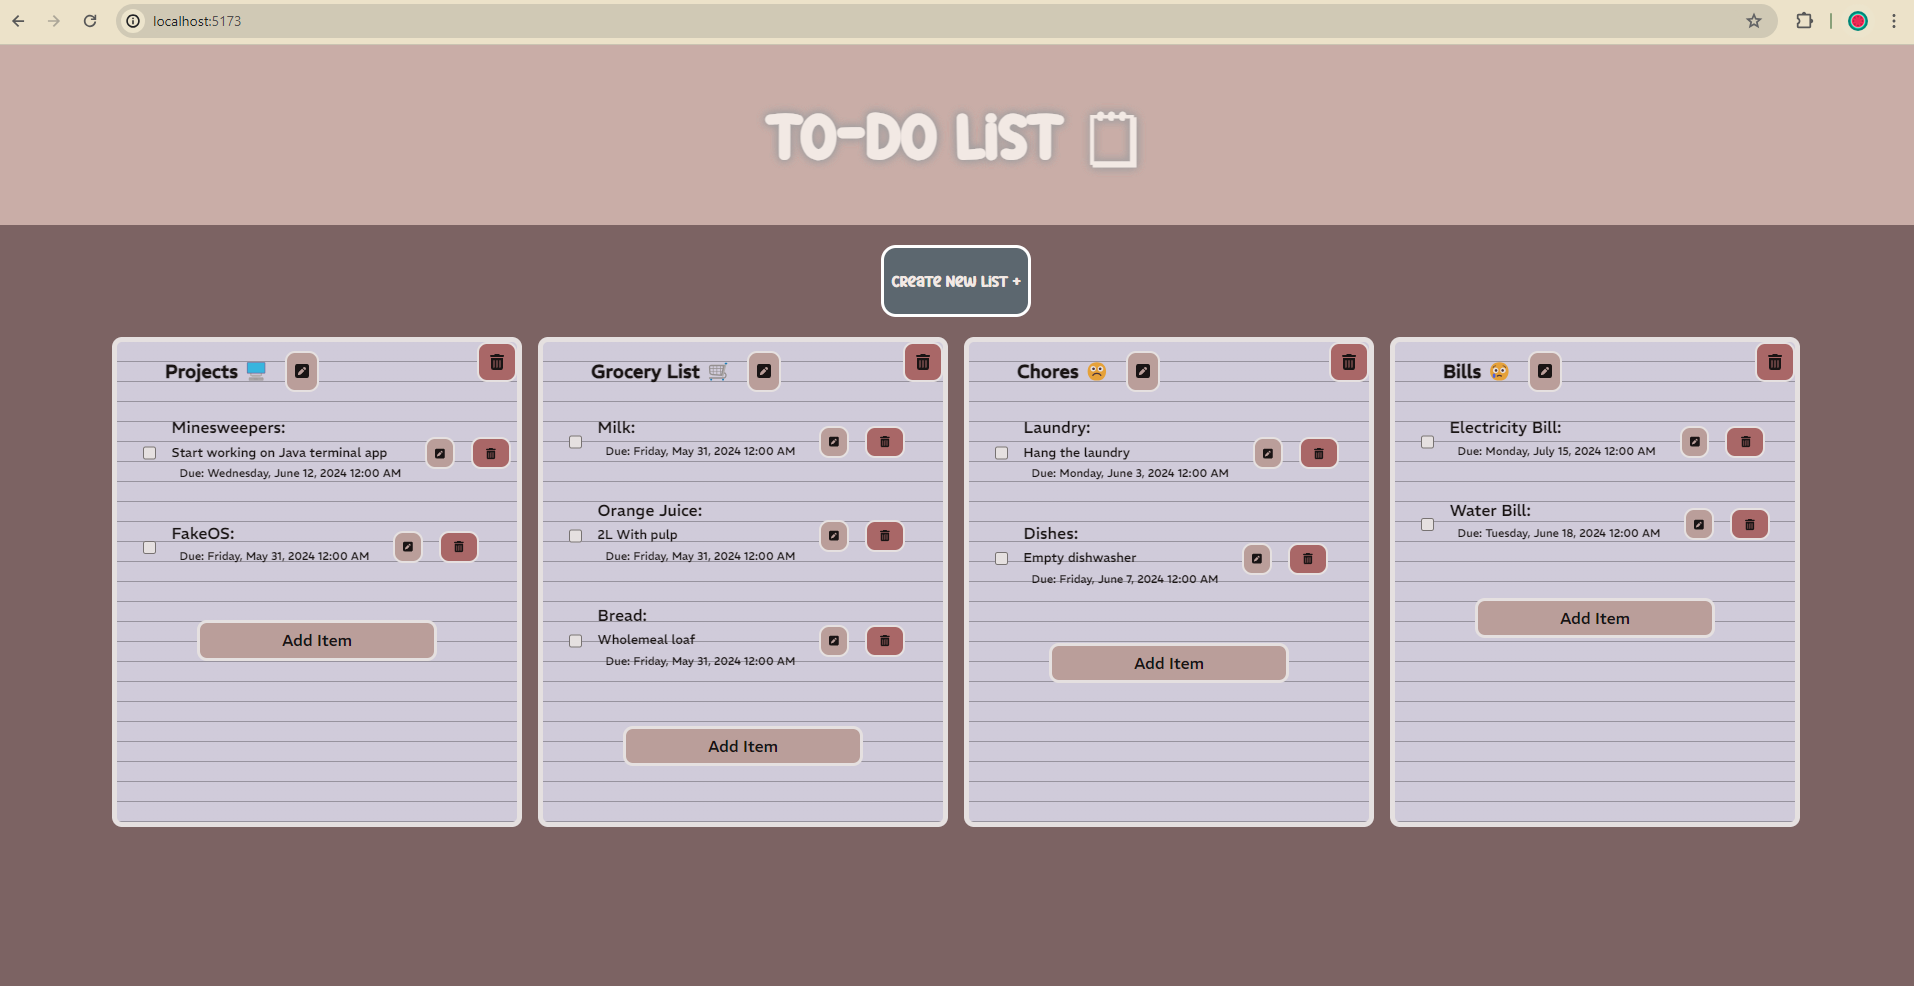 localhost:5173
TO-DO LIST
Create New List +
Projects 🖥️
Minesweepers:
Start working on Java terminal app
Due: Wednesday, June 12, 2024 12:00 AM
FakeOS:
Due: Friday, May 31, 2024 12:00 AM
Add Item
Grocery List 🛒
Milk:
Due: Friday, May 31, 2024 12:00 AM
Orange Juice:
2L With pulp
Due: Friday, May 31, 2024 12:00 AM
Bread:
Wholemeal loaf
Due: Friday, May 31, 2024 12:00 AM
Add Item
Chores 😟
Laundry:
Hang the laundry
Due: Monday, June 3, 2024 12:00 AM
Dishes:
Empty dishwasher
Due: Friday, June 7, 2024 12:00 AM
Add Item
Bills 😢
Electricity Bill:
Due: Monday, July 15, 2024 12:00 AM
Water Bill:
Due: Tuesday, June 18, 2024 12:00 AM
Add Item